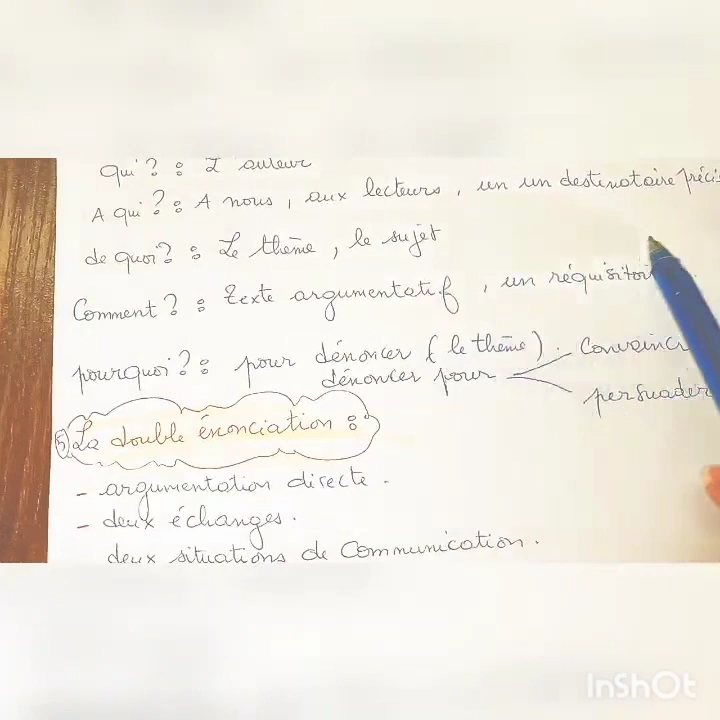 qui ? : L'auteur
A qui ? : A nous, aux lecteurs, un un destinataire précis
de quoi ? : Le thème, le sujet
Comment ? : texte argumentatif, un réquisitoi
pourquoi ? : pour dénoncer (le thème). Convainc
dénoncer pour
persuader
5) La double énonciation :
- argumentation directe.
- deux échanges.
deux situations de communication.
InShOt